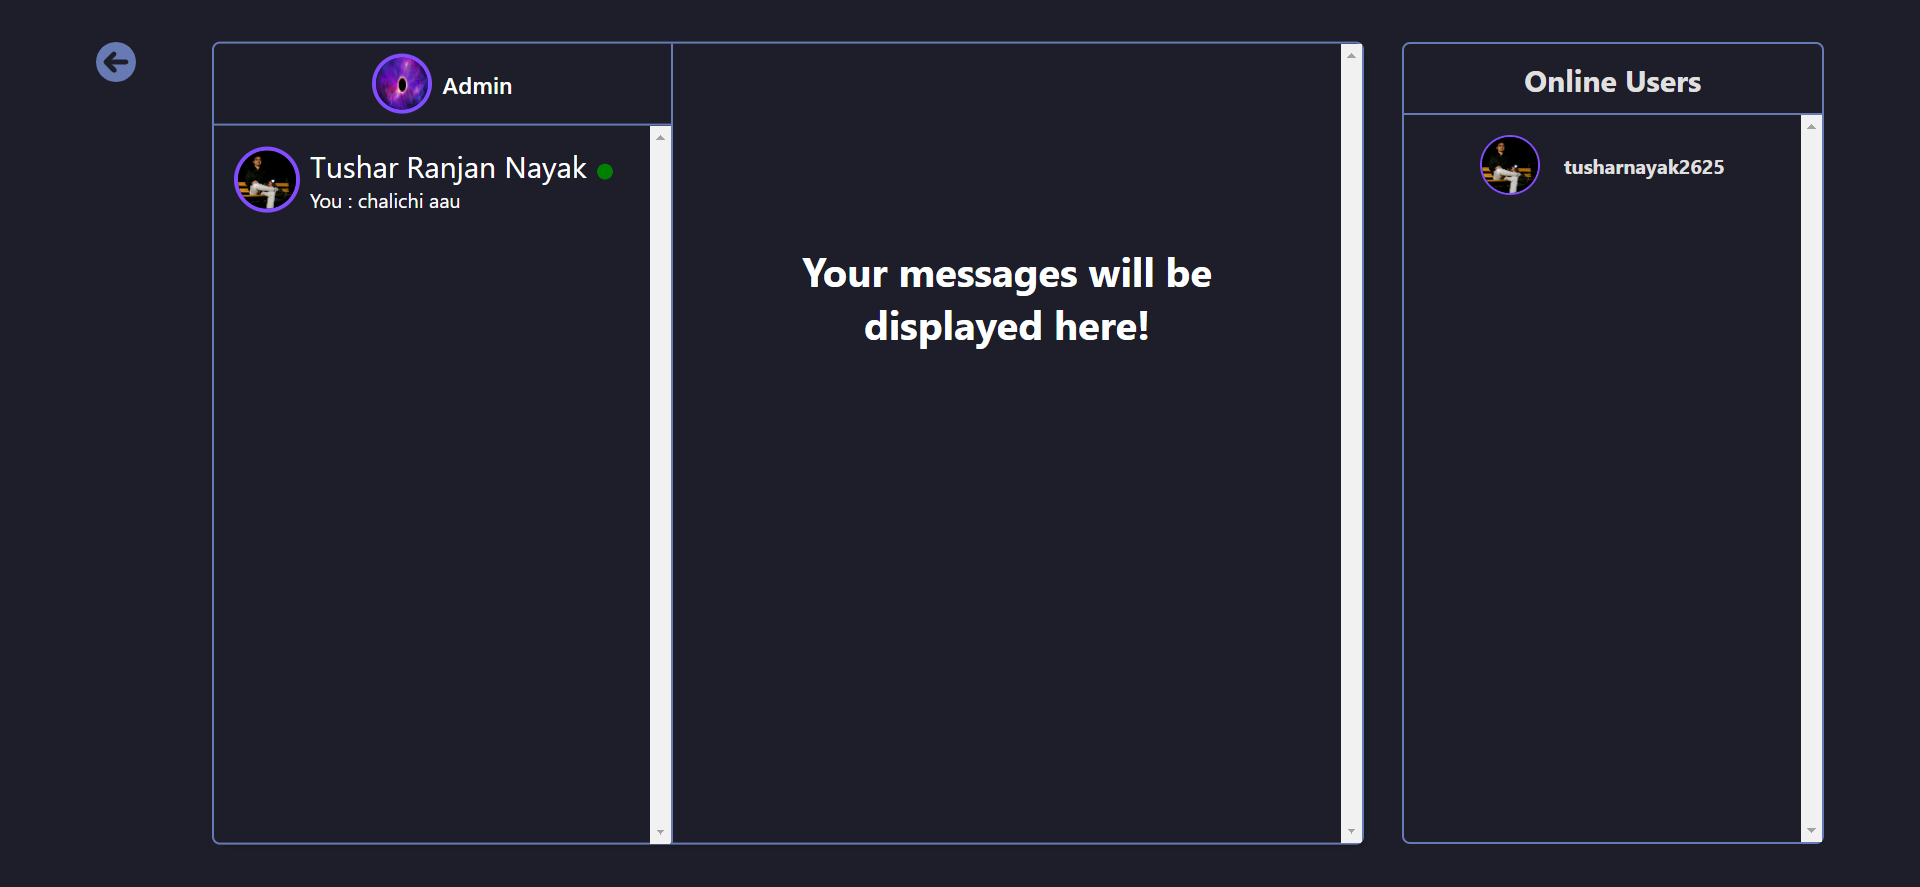 Admin
Tushar Ranjan Nayak
You : chalichi aau
Your messages will be
displayed here!
Online Users
tusharnayak2625